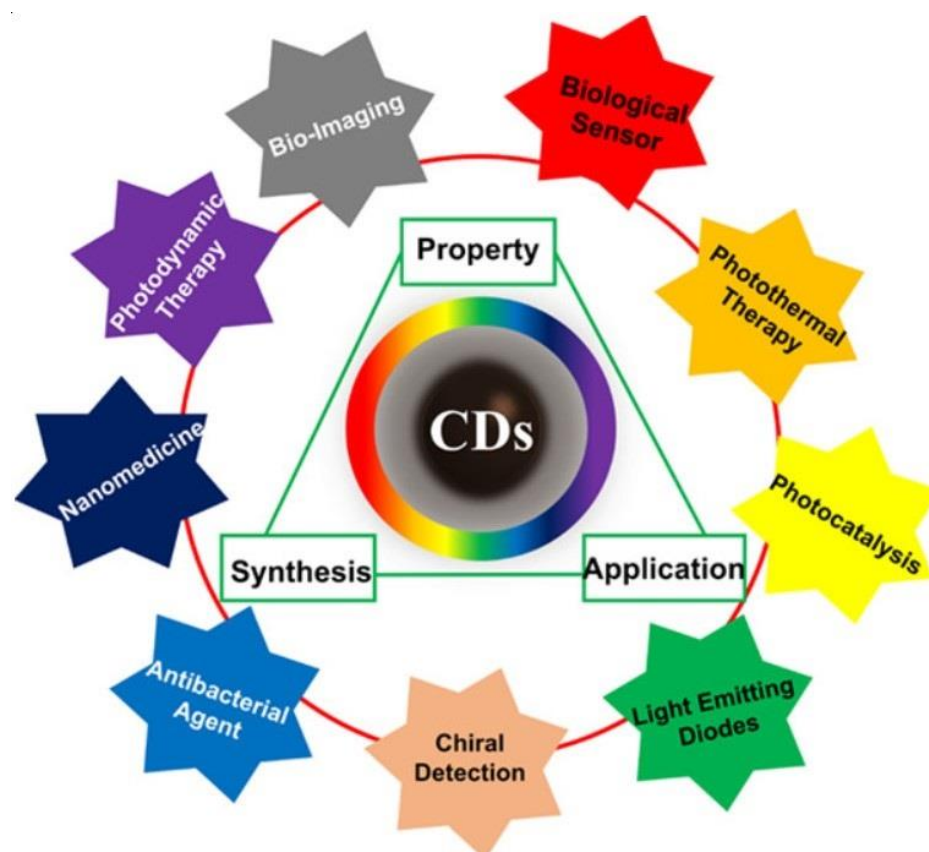 Bio-Imaging
Biological
Sensor
Photodynamic
Therapy
Property
Photothermal
Therapy
CDs
Nanomedicine
Photocatalysis
Synthesis
Application
Antibacterial
Agent
Chiral
Detection
Light Emitting
Diodes